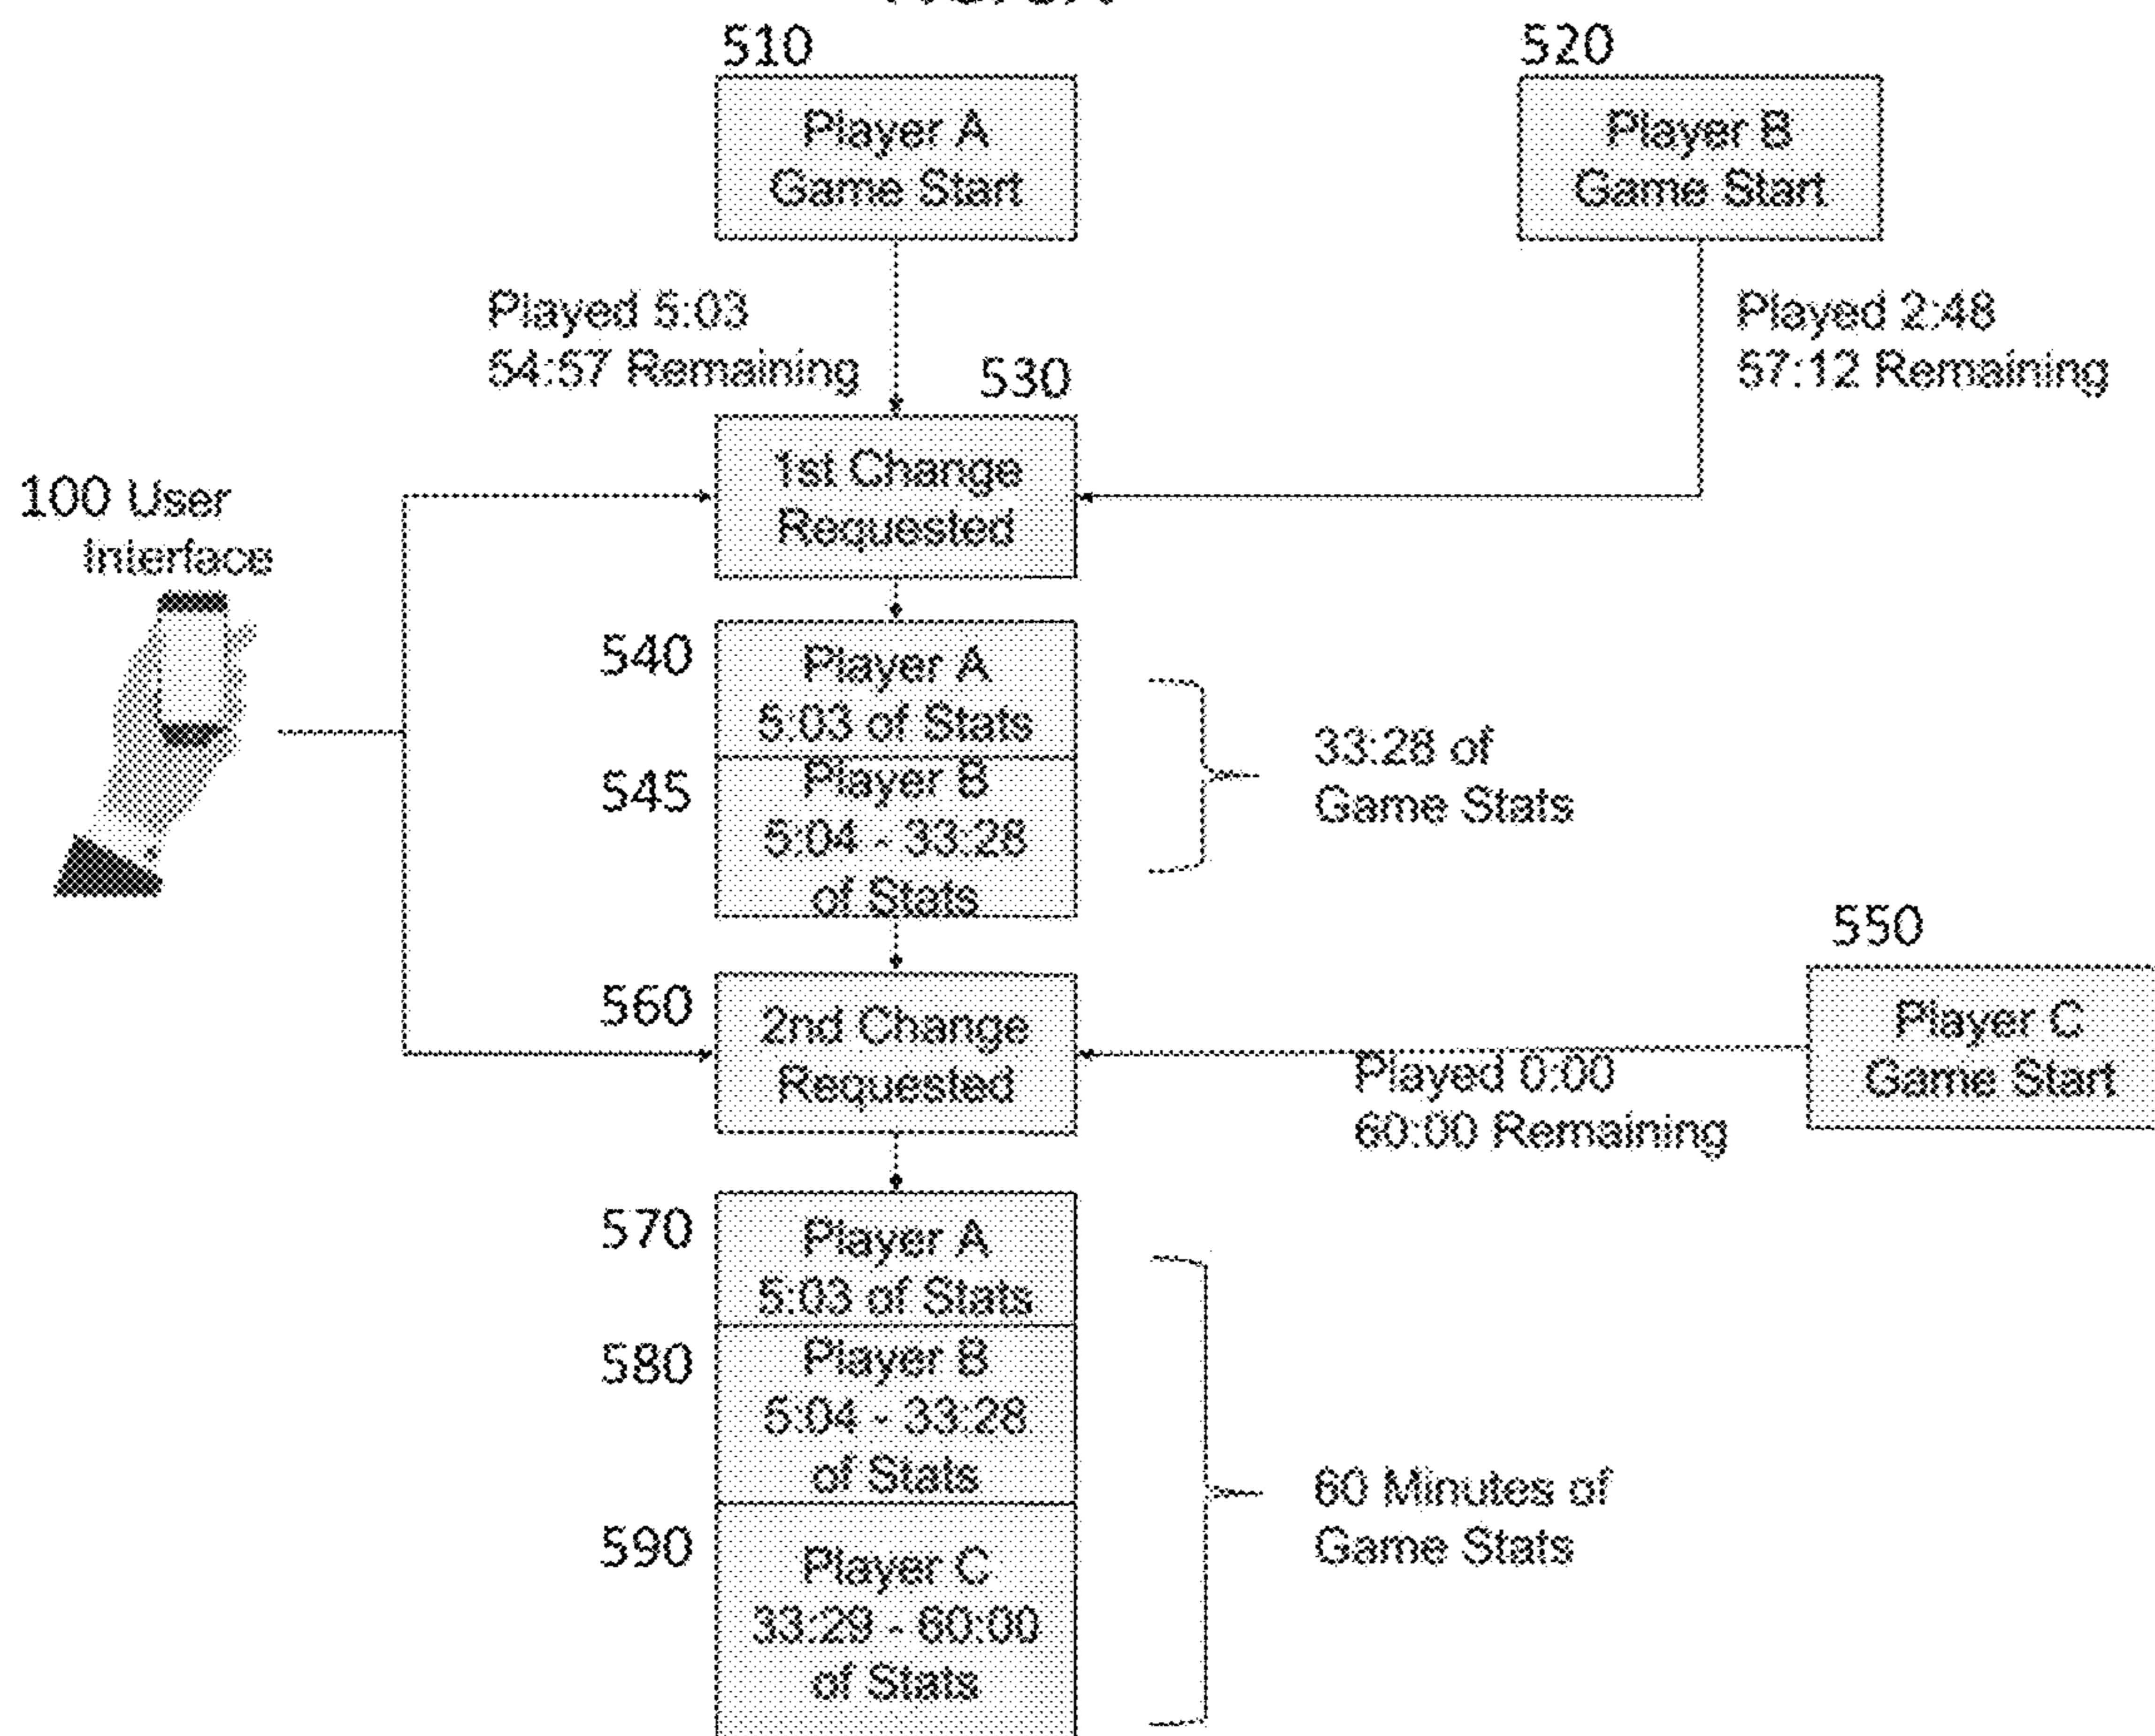 510
Player A
Game Start
520
Player B
Game Start
Played 5:03
54:57 Remaining
Played 2:48
57:12 Remaining
530
1st Change
Requested
100 User
Interface
540
Player A
5:03 of Stats
545
Player B
5:04 - 33:28
of Stats
33:28 of
Game Stats
550
Player C
Game Start
560
2nd Change
Requested
Played 0:00
60:00 Remaining
570
Player A
5:03 of Stats
580
Player B
5:04 - 33:28
of Stats
590
Player C
33:29 - 60:00
of Stats
60 Minutes of
Game Stats